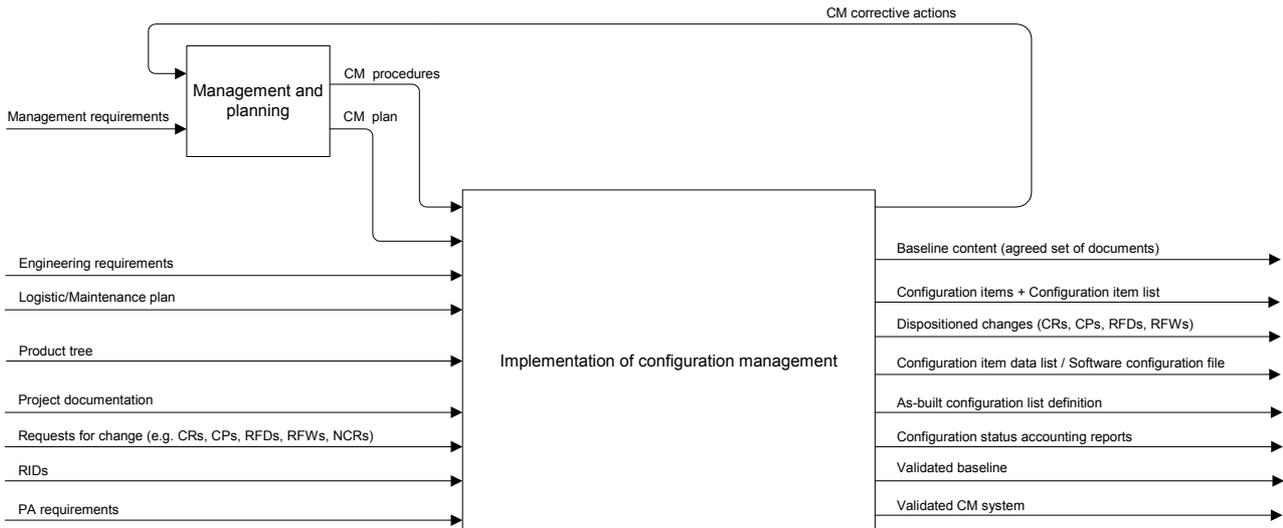 CM corrective actions
Management and
planning
CM procedures
CM plan
Management requirements
Implementation of configuration management
Engineering requirements
Logistic/Maintenance plan
Product tree
Project documentation
Requests for change (e.g. CRs, CPs, RFDs, RFWs, NCRs)
RIDs
PA requirements
Baseline content (agreed set of documents)
Configuration items + Configuration item list
Dispositioned changes (CRs, CPs, RFDs, RFWs)
Configuration item data list / Software configuration file
As-built configuration list definition
Configuration status accounting reports
Validated baseline
Validated CM system